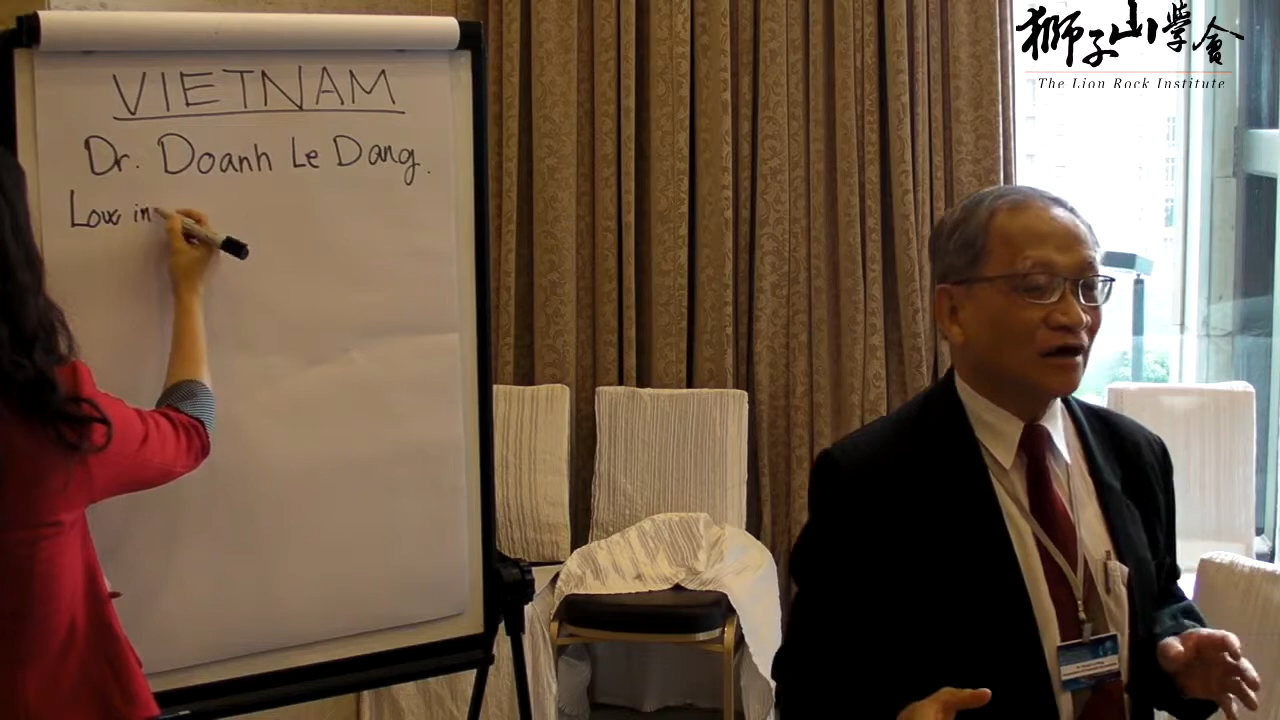 獅子山學會
The Lion Rock Institute
VIETNAM
Dr. Doanh Le Dang.
Low in